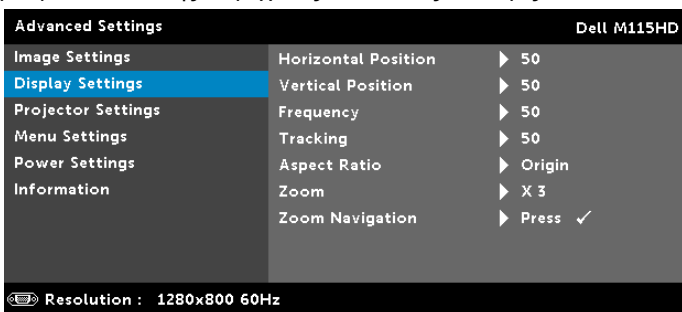 Advanced Settings Dell M115HD
Image Settings Horizontal Position 50
Display Settings Vertical Position 50
Projector Settings Frequency 50
Menu Settings Tracking 50
Power Settings Aspect Ratio Origin
Information Zoom X 3
Zoom Navigation Press ✓
Resolution : 1280x800 60Hz